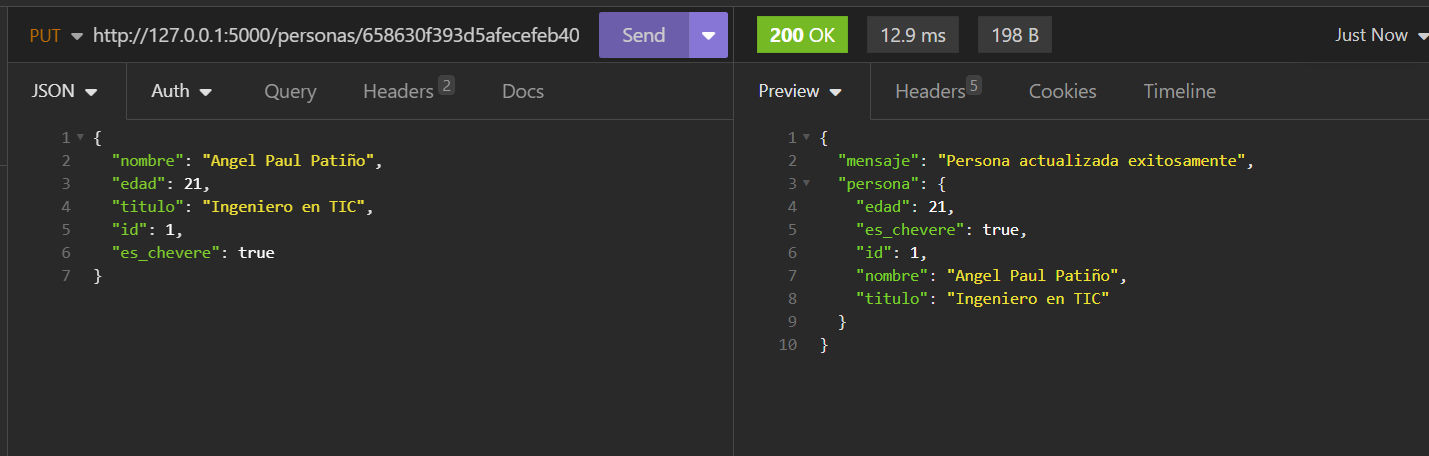 PUT http://127.0.0.1:5000/personas/658630f393d5afecefeb40 Send
JSON Auth Query Headers 2 Docs
1 {
2 "nombre": "Angel Paul Patiño",
3 "edad": 21,
4 "titulo": "Ingeniero en TIC",
5 "id": 1,
6 "es_chevere": true
7 }
200 OK 12.9 ms 198 B Just Now
Preview Headers 5 Cookies Timeline
1 {
2 "mensaje": "Persona actualizada exitosamente",
3 "persona": {
4 "edad": 21,
5 "es_chevere": true,
6 "id": 1,
7 "nombre": "Angel Paul Patiño",
8 "titulo": "Ingeniero en TIC"
9 }
10 }